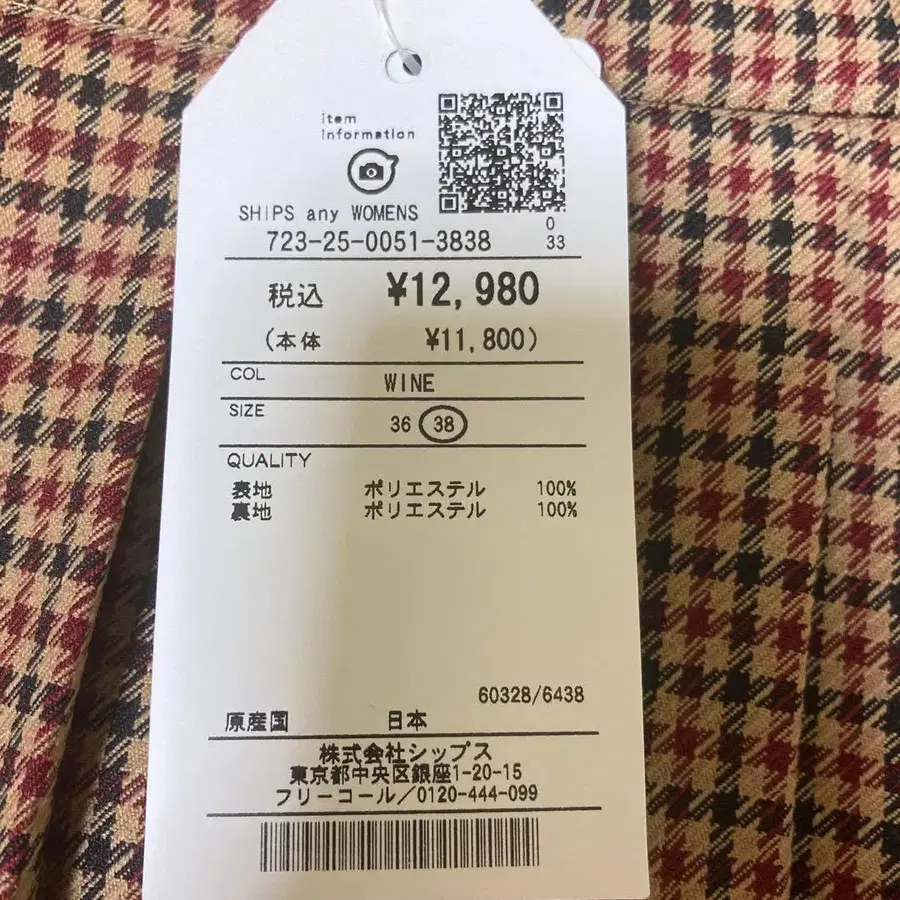 item
information
SHIPS any WOMENS
0
723-25-0051-3838 33
税込 ¥12,980
(本体 ¥11,800)
COL WINE
SIZE 36 38
QUALITY
表地 ポリエステル 100%
裏地 ポリエステル 100%
60328/6438
原産国 日本
株式会社シップス
東京都中央区銀座1-20-15
フリーコール/0120-444-099